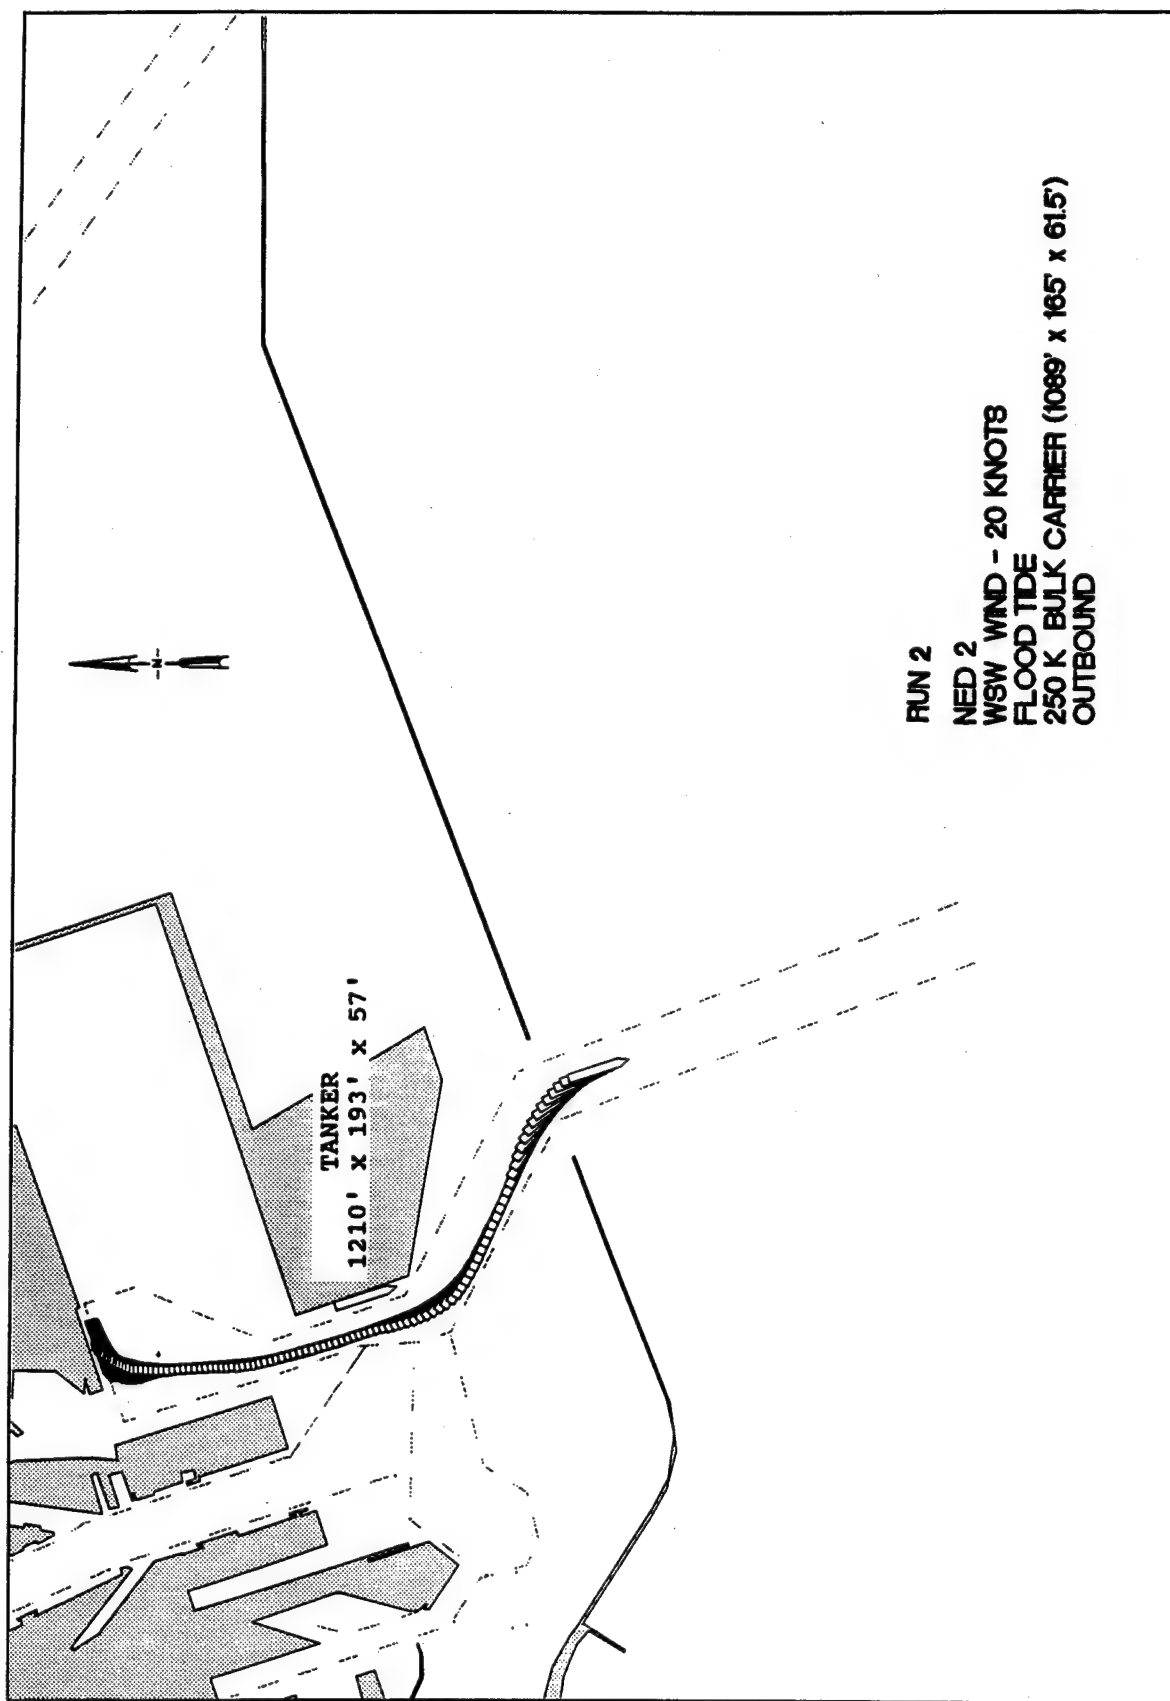 TANKER
1210' x 193' x 57'
N
RUN 2
NED 2
WSW WIND - 20 KNOTS
FLOOD TIDE
250 K BULK CARRIER (1089' x 165' x 61.5')
OUTBOUND